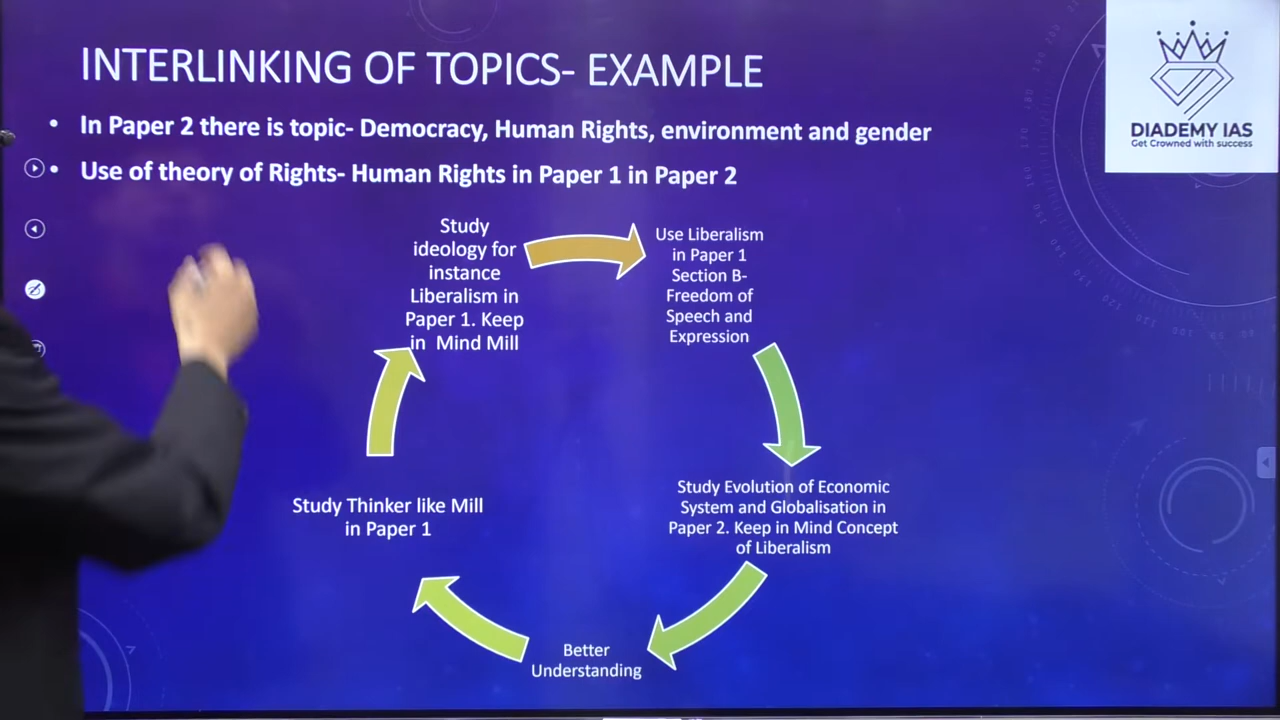 INTERLINKING OF TOPICS- EXAMPLE
DIADEMY IAS
Get Crowned with success
• In Paper 2 there is topic- Democracy, Human Rights, environment and gender
• Use of theory of Rights- Human Rights in Paper 1 in Paper 2
Study
ideology for
instance
Liberalism in
Paper 1. Keep
in Mind Mill
Use Liberalism
in Paper 1
Section B-
Freedom of
Speech and
Expression
Study Evolution of Economic
System and Globalisation in
Paper 2. Keep in Mind Concept
of Liberalism
Better
Understanding
Study Thinker like Mill
in Paper 1